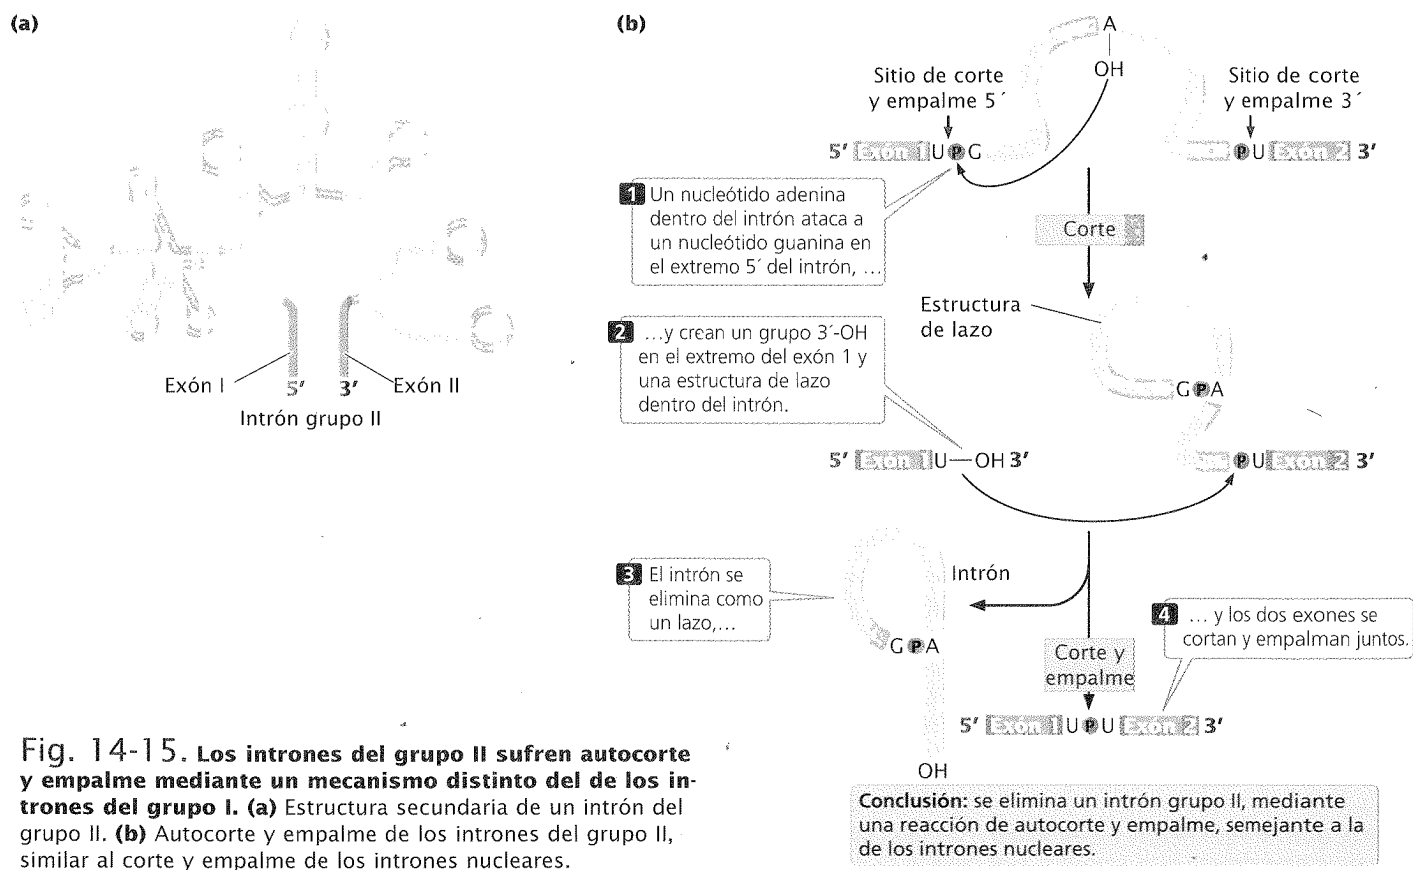 (a)
Exón I
5′
3′
Exón II
Intrón grupo II
(b)
A
OH
Sitio de corte
y empalme 5´
Sitio de corte
y empalme 3´
5′ Exón 1 U P G
P U Exón 2 3′
1 Un nucleótido adenina
dentro del intrón ataca a
un nucleótido guanina en
el extremo 5´ del intrón, …
Corte
Estructura
de lazo
2 …y crean un grupo 3´-OH
en el extremo del exón 1 y
una estructura de lazo
dentro del intrón.
G P A
5′ Exón 1 U—OH 3′
P U Exón 2 3′
3 El intrón se
elimina como
un lazo,…
Intrón
G P A
OH
Corte y
empalme
4 … y los dos exones se
cortan y empalman juntos.
5′ Exón 1 U P U Exón 2 3′
Conclusión: se elimina un intrón grupo II, mediante
una reacción de autocorte y empalme, semejante a la
de los intrones nucleares.
Fig. 14-15. Los intrones del grupo II sufren autocorte
y empalme mediante un mecanismo distinto del de los in-
trones del grupo I. (a) Estructura secundaria de un intrón del
grupo II. (b) Autocorte y empalme de los intrones del grupo II,
similar al corte y empalme de los intrones nucleares.